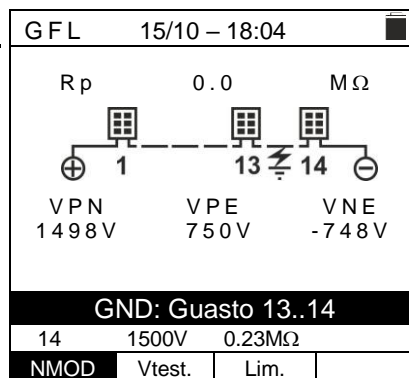 GFL 15/10 – 18:04
Rp 0.0 MΩ
1 13 14
VPN VPE VNE
1498V 750V -748V
GND: Guasto 13..14
14 1500V 0.23MΩ
NMOD Vtest. Lim.